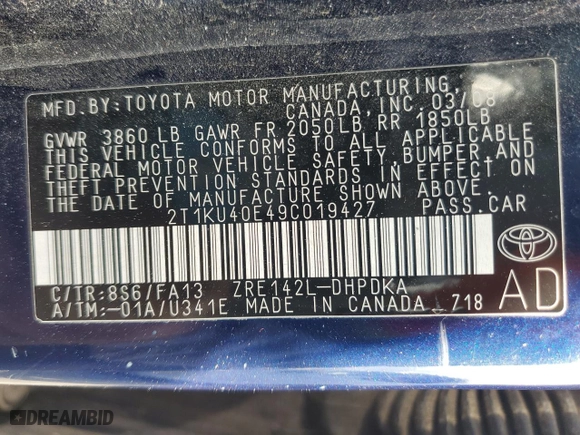 MFD. BY: TOYOTA MOTOR MANUFACTURING,
CANADA, INC. 03/08
GVWR 3860 LB GAWR FR 2050LB RR 1850LB
THIS VEHICLE CONFORMS TO ALL APPLICABLE
FEDERAL MOTOR VEHICLE SAFETY, BUMPER, AND
THEFT PREVENTION STANDARDS IN EFFECT ON
THE DATE OF MANUFACTURE SHOWN ABOVE.
2T1KU40E49C019427 PASS. CAR
C/TR: 8S6/FA13 ZRE142L-DHPDKA
A/TM: -01A/U341E MADE IN CANADA 718
AD
DREAMBID